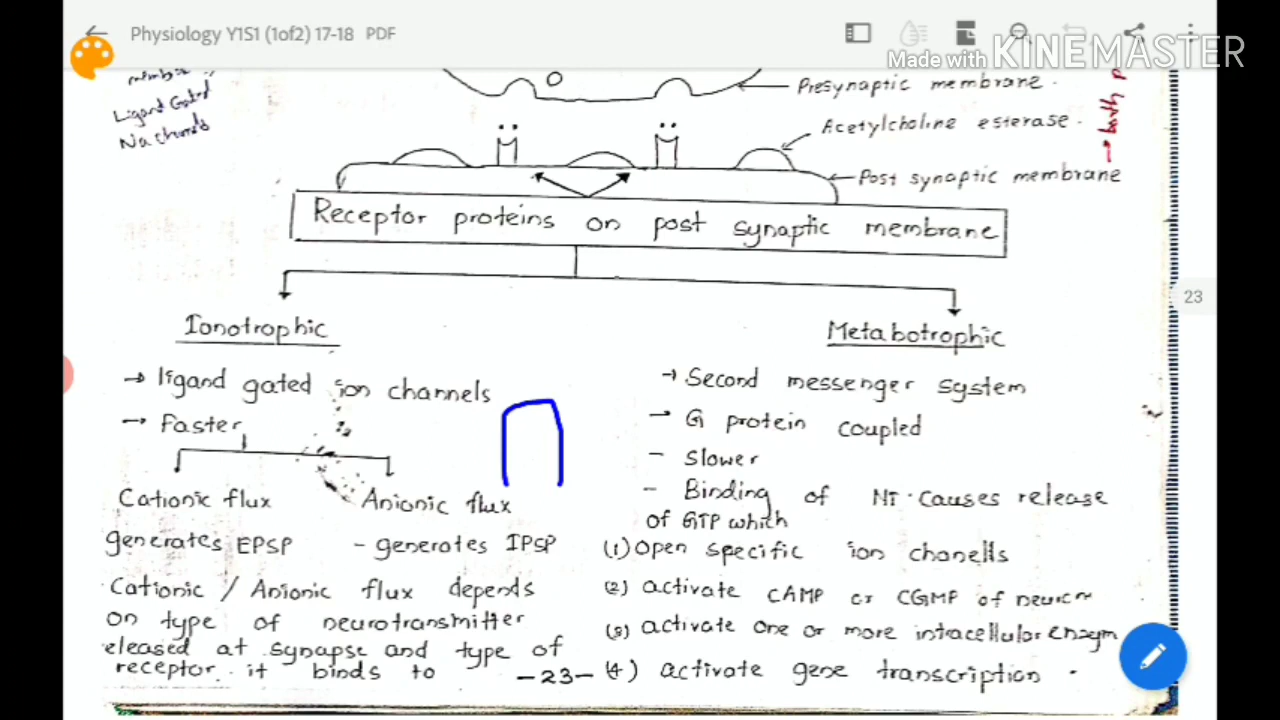 Physiology Y1S1 (1of2) 17-18 PDF
Made with KINEMASTER
Ligand Gated
Na channels
Presynaptic membrane.
Acetylcholine esterase.
Post synaptic membrane
Receptor proteins on post synaptic membrane
23
Ionotrophic
→ ligand gated ion channels
→ Faster
Cationic flux
generates EPSP
Anionic flux
- generates IPSP
Cationic / Anionic flux depends
on type of neurotransmitter
eleased at synapse and type of
receptor. it binds to
Metabotrophic
→ Second messenger system
→ G protein coupled
- Slower
- Binding of NT. causes release
of GTP which
(1) Open specific ion chanells
(2) activate CAMP or CGMP of neuron
(3) activate one or more intacellular enzym
(4) activate gene transcription.
-23-